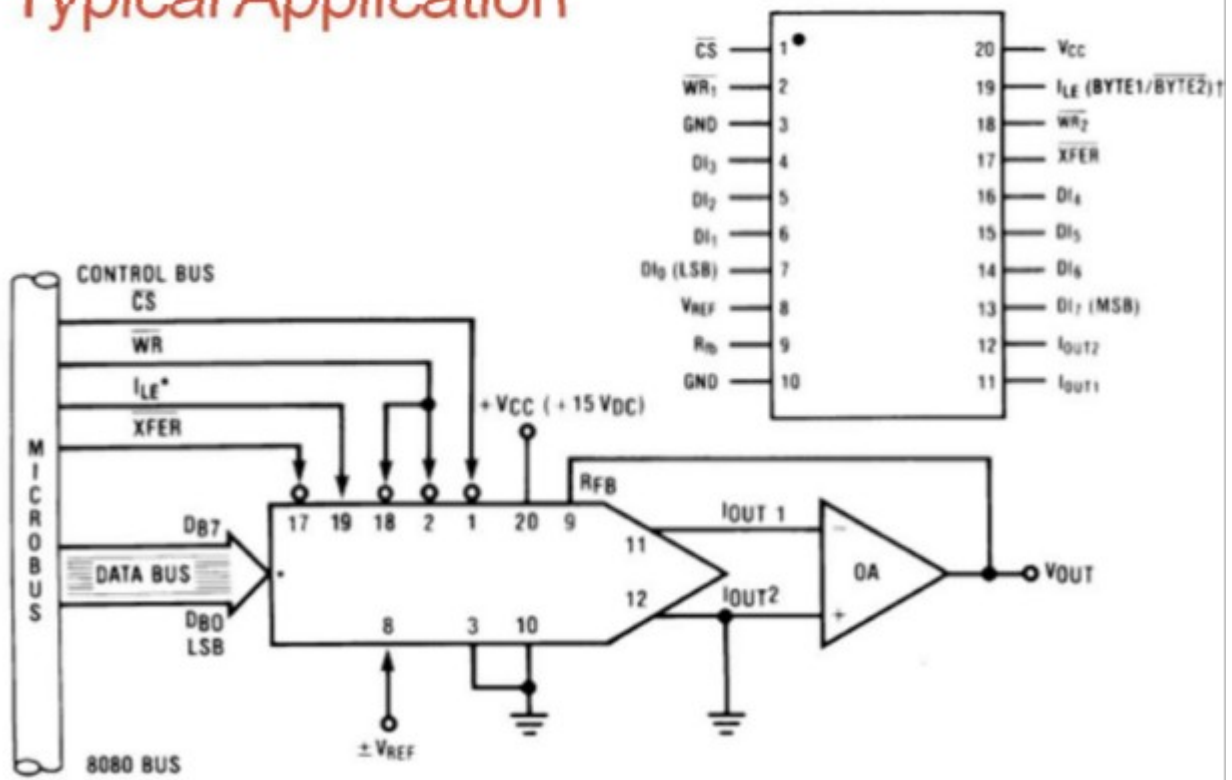 Typical Application
CS
WR1
GND
DI3
DI2
DI1
DI0 (LSB)
VREF
Rfb
GND
1
2
3
4
5
6
7
8
9
10
20
19
18
17
16
15
14
13
12
11
VCC
ILE (BYTE1/BYTE2)†
WR2
XFER
DI4
DI5
DI6
DI7 (MSB)
IOUT2
IOUT1
CONTROL BUS
CS
WR
ILE*
XFER
+VCC (+15 VDC)
MICROBUS
RFB
17 19 18 2 1 20 9
DB7
DATA BUS
DB0
LSB
11
12
IOUT 1
IOUT2
-
+
OA
VOUT
8 3 10
±VREF
8080 BUS